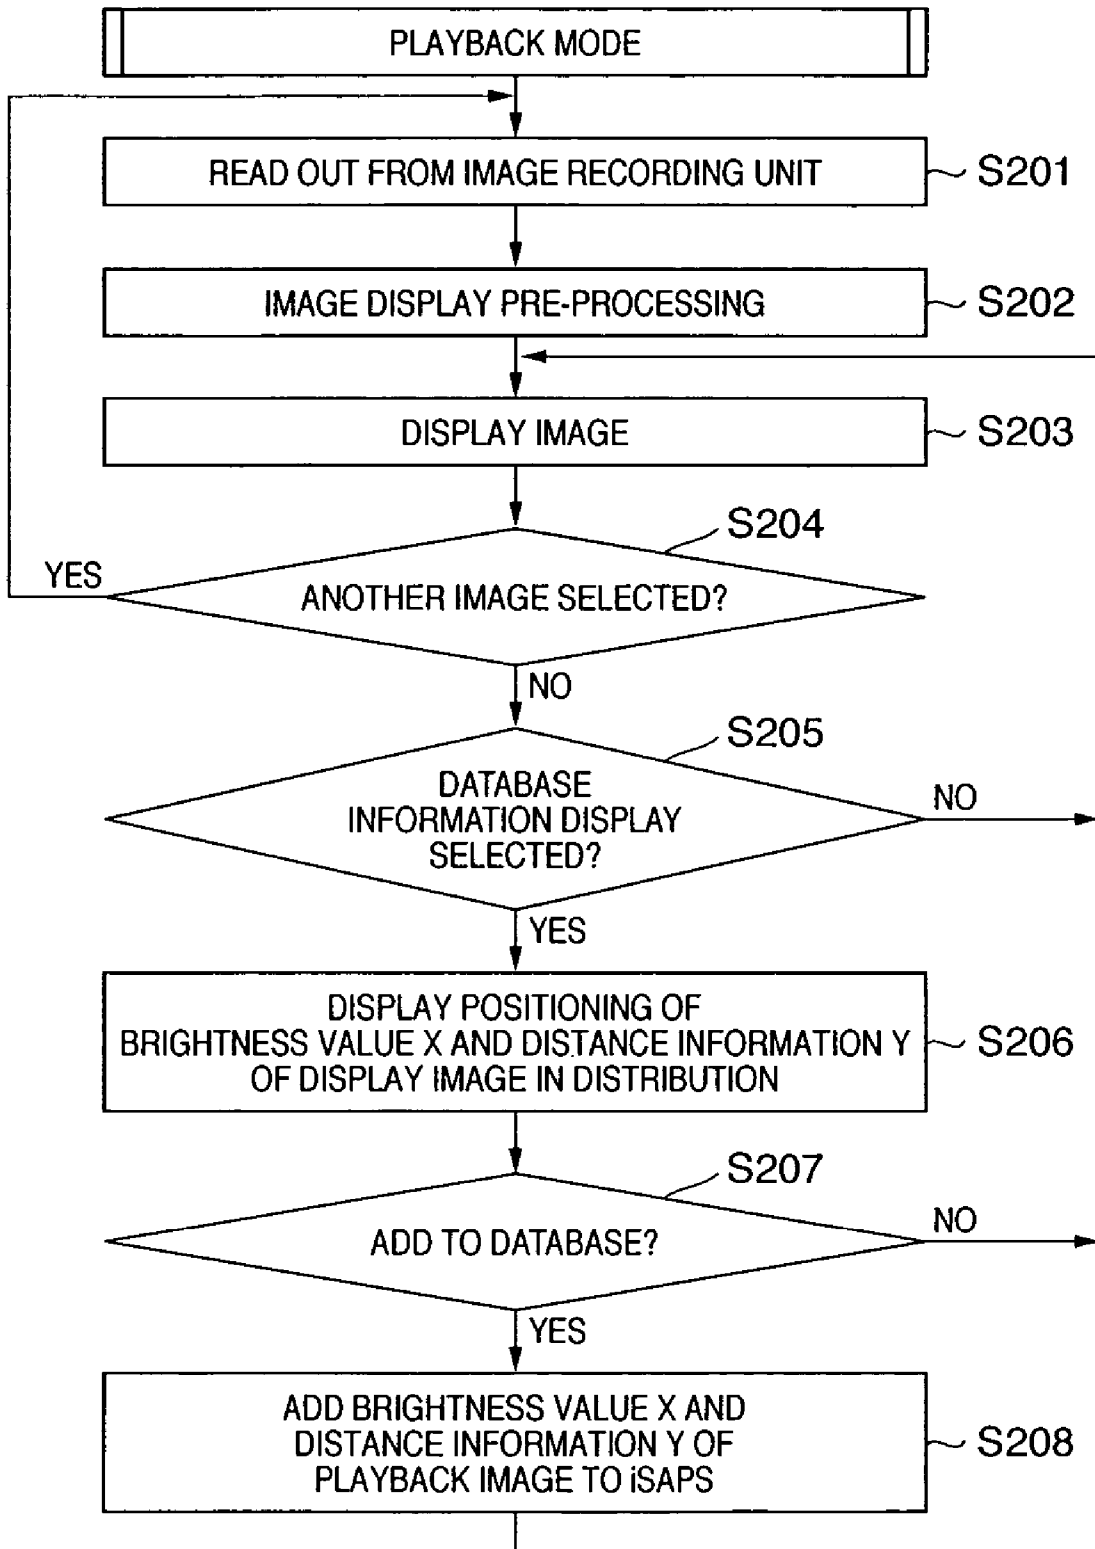 PLAYBACK MODE
READ OUT FROM IMAGE RECORDING UNIT
S201
IMAGE DISPLAY PRE-PROCESSING
S202
DISPLAY IMAGE
S203
S204
YES
ANOTHER IMAGE SELECTED?
NO
S205
DATABASE
INFORMATION DISPLAY
SELECTED?
NO
YES
DISPLAY POSITIONING OF
BRIGHTNESS VALUE X AND DISTANCE INFORMATION Y
OF DISPLAY IMAGE IN DISTRIBUTION
S206
S207
ADD TO DATABASE?
NO
YES
ADD BRIGHTNESS VALUE X AND
DISTANCE INFORMATION Y OF
PLAYBACK IMAGE TO iSAPS
S208